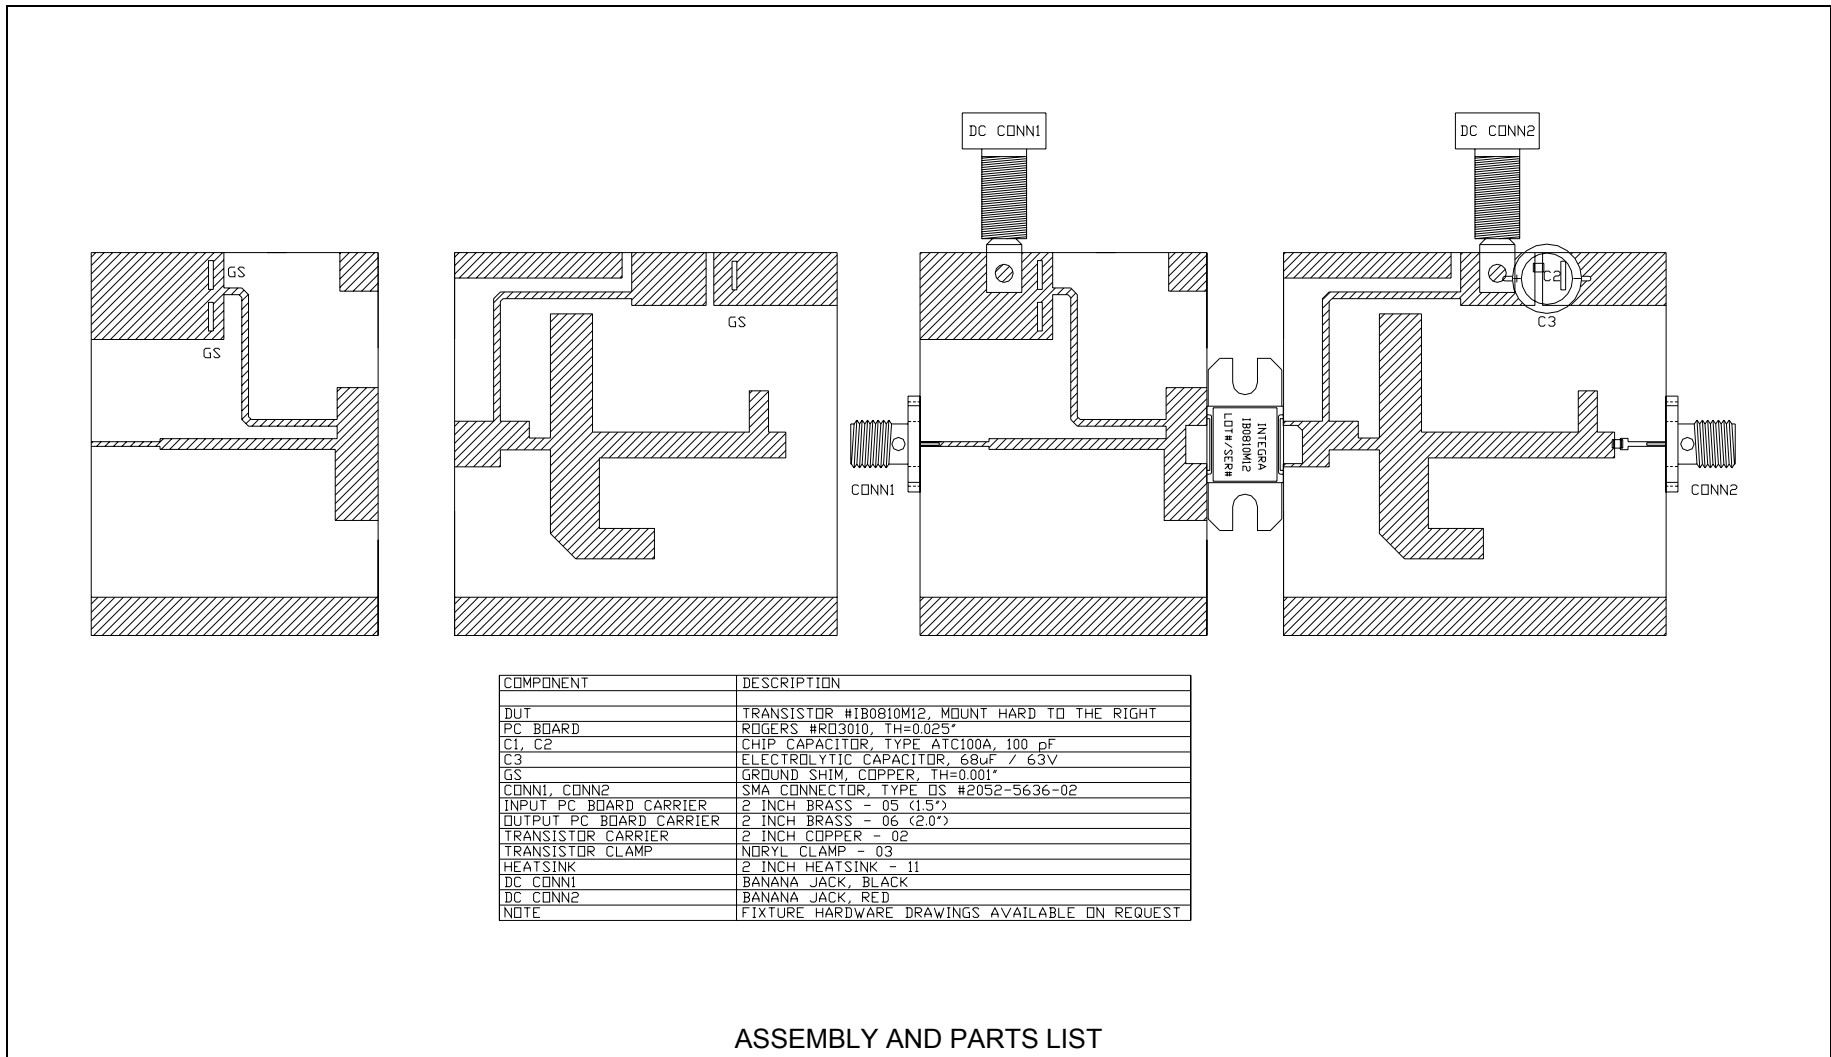 DC CONN1
DC CONN2
GS
GS
GS
C2
C3
INTEGRA
IB0810M12
LOT#/SER#
CONN1
CONN2
COMPONENT DESCRIPTION
DUT TRANSISTOR #IB0810M12, MOUNT HARD TO THE RIGHT
PC BOARD ROGERS #RO3010, TH=0.025"
C1, C2 CHIP CAPACITOR, TYPE ATC100A, 100 pF
C3 ELECTROLYTIC CAPACITOR, 68uF / 63V
GS GROUND SHIM, COPPER, TH=0.001"
CONN1, CONN2 SMA CONNECTOR, TYPE OS #2052-5636-02
INPUT PC BOARD CARRIER 2 INCH BRASS - 05 (1.5")
OUTPUT PC BOARD CARRIER 2 INCH BRASS - 06 (2.0")
TRANSISTOR CARRIER 2 INCH COPPER - 02
TRANSISTOR CLAMP NORYL CLAMP - 03
HEATSINK 2 INCH HEATSINK - 11
DC CONN1 BANANA JACK, BLACK
DC CONN2 BANANA JACK, RED
NOTE FIXTURE HARDWARE DRAWINGS AVAILABLE ON REQUEST
ASSEMBLY AND PARTS LIST